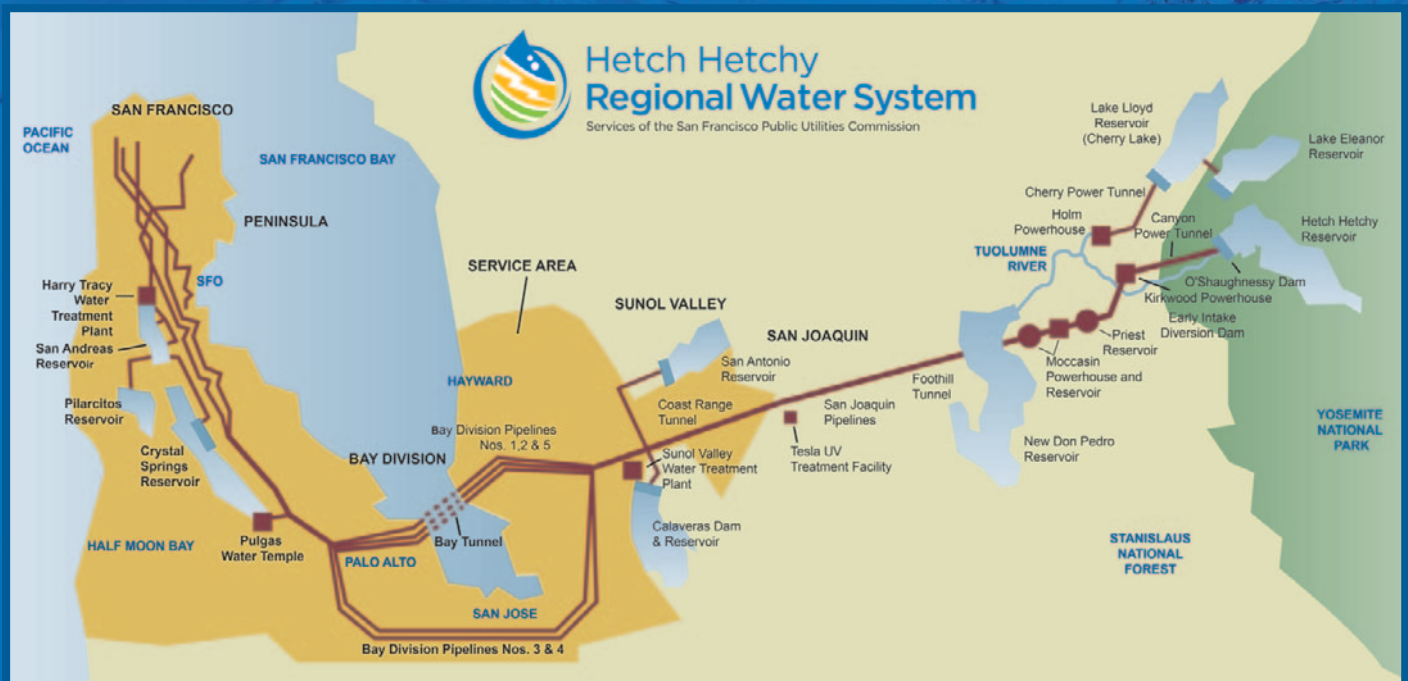 Hetch Hetchy
Regional Water System
Services of the San Francisco Public Utilities Commission
SAN FRANCISCO
PACIFIC
OCEAN
SAN FRANCISCO BAY
PENINSULA
SFO
Harry Tracy
Water
Treatment
Plant
San Andreas
Reservoir
Pilarcitos
Reservoir
Crystal
Springs
Reservoir
HALF MOON BAY
Pulgas
Water Temple
PALO ALTO
BAY DIVISION
Bay Tunnel
SAN JOSE
Bay Division Pipelines Nos. 3 & 4
SERVICE AREA
HAYWARD
Bay Division Pipelines
Nos. 1,2 & 5
SUNOL VALLEY
San Antonio
Reservoir
Coast Range
Tunnel
Sunol Valley
Water Treatment
Plant
Calaveras Dam
& Reservoir
SAN JOAQUIN
San Joaquin
Pipelines
Tesla UV
Treatment Facility
Foothill
Tunnel
New Don Pedro
Reservoir
Moccasin
Powerhouse and
Reservoir
Priest
Reservoir
Early Intake
Diversion Dam
Kirkwood Powerhouse
O'Shaughnessy Dam
TUOLUMNE
RIVER
Holm
Powerhouse
Cherry Power Tunnel
Canyon
Power Tunnel
Lake Lloyd
Reservoir
(Cherry Lake)
Lake Eleanor
Reservoir
Hetch Hetchy
Reservoir
YOSEMITE
NATIONAL
PARK
STANISLAUS
NATIONAL
FOREST